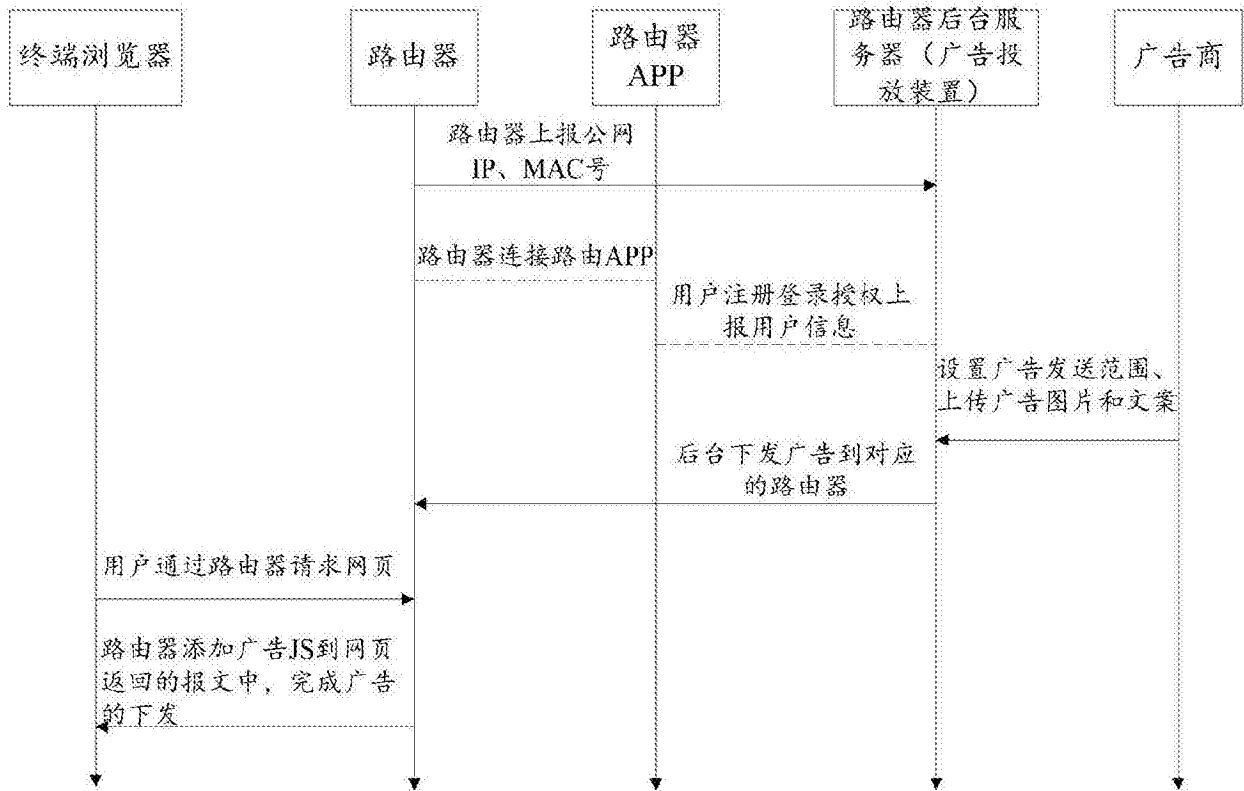 终端浏览器
路由器
路由器
APP
路由器后台服
务器（广告投
放装置）
广告商
路由器上报公网
IP、MAC号
路由器连接路由APP
用户注册登录授权上
报用户信息
设置广告发送范围、
上传广告图片和文案
后台下发广告到对应
的路由器
用户通过路由器请求网页
路由器添加广告JS到网页
返回的报文中，完成广告
的下发